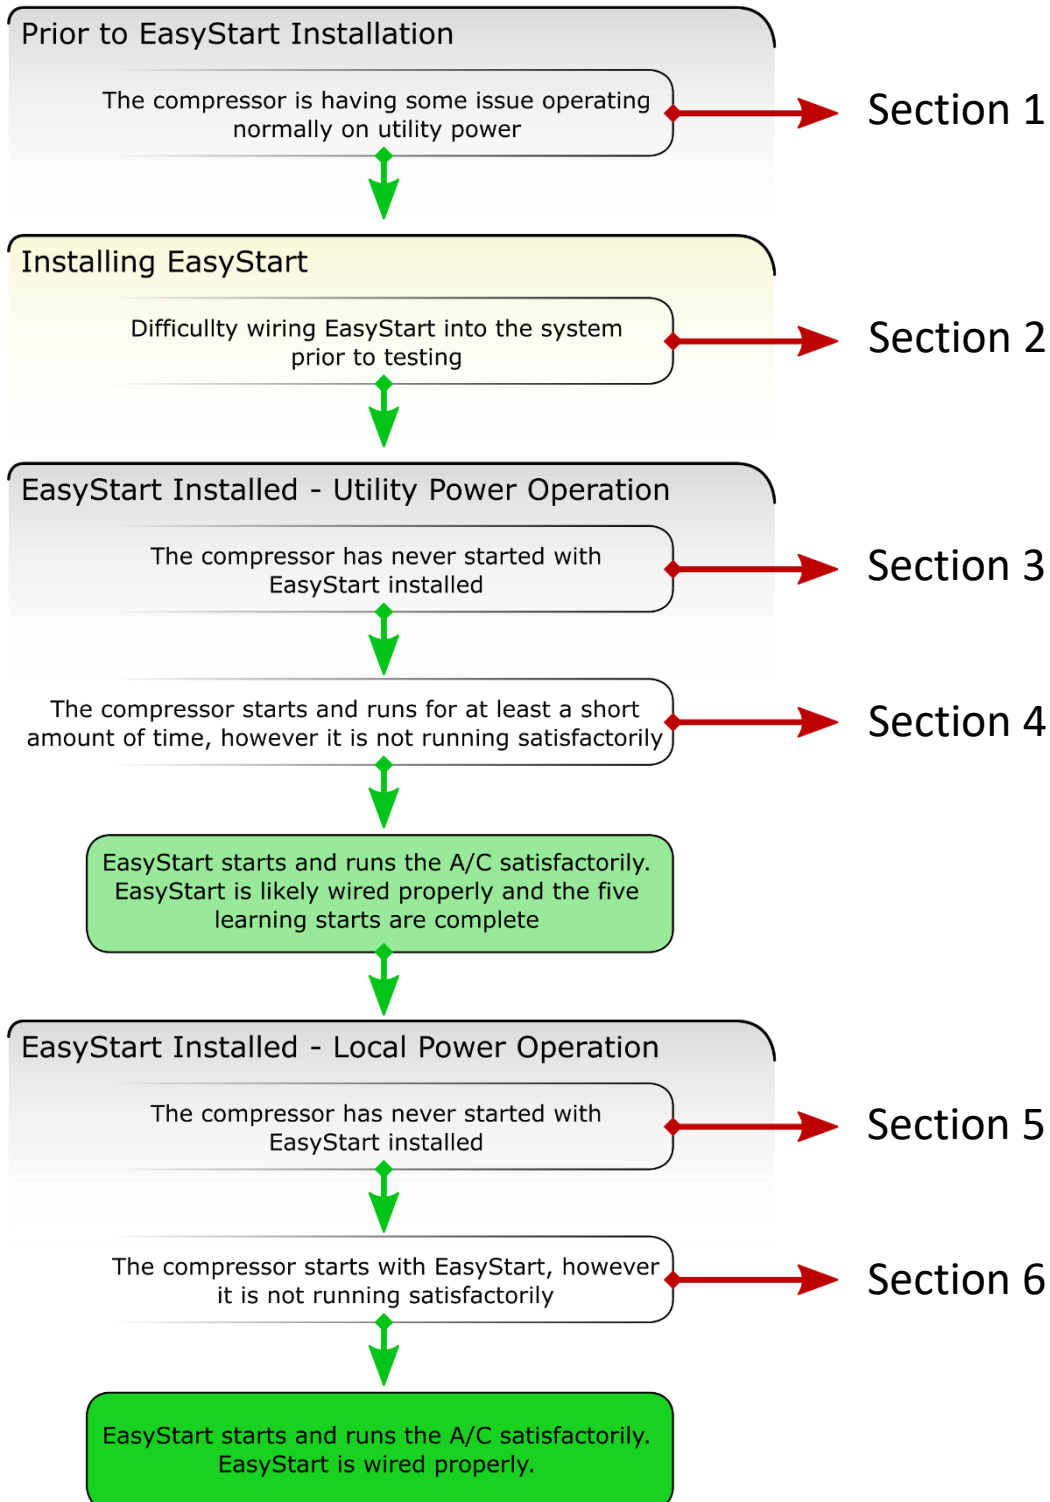 Prior to EasyStart Installation
The compressor is having some issue operating
normally on utility power
Section 1
Installing EasyStart
Difficullty wiring EasyStart into the system
prior to testing
Section 2
EasyStart Installed - Utility Power Operation
The compressor has never started with
EasyStart installed
Section 3
The compressor starts and runs for at least a short
amount of time, however it is not running satisfactorily
Section 4
EasyStart starts and runs the A/C satisfactorily.
EasyStart is likely wired properly and the five
learning starts are complete
EasyStart Installed - Local Power Operation
The compressor has never started with
EasyStart installed
Section 5
The compressor starts with EasyStart, however
it is not running satisfactorily
Section 6
EasyStart starts and runs the A/C satisfactorily.
EasyStart is wired properly.